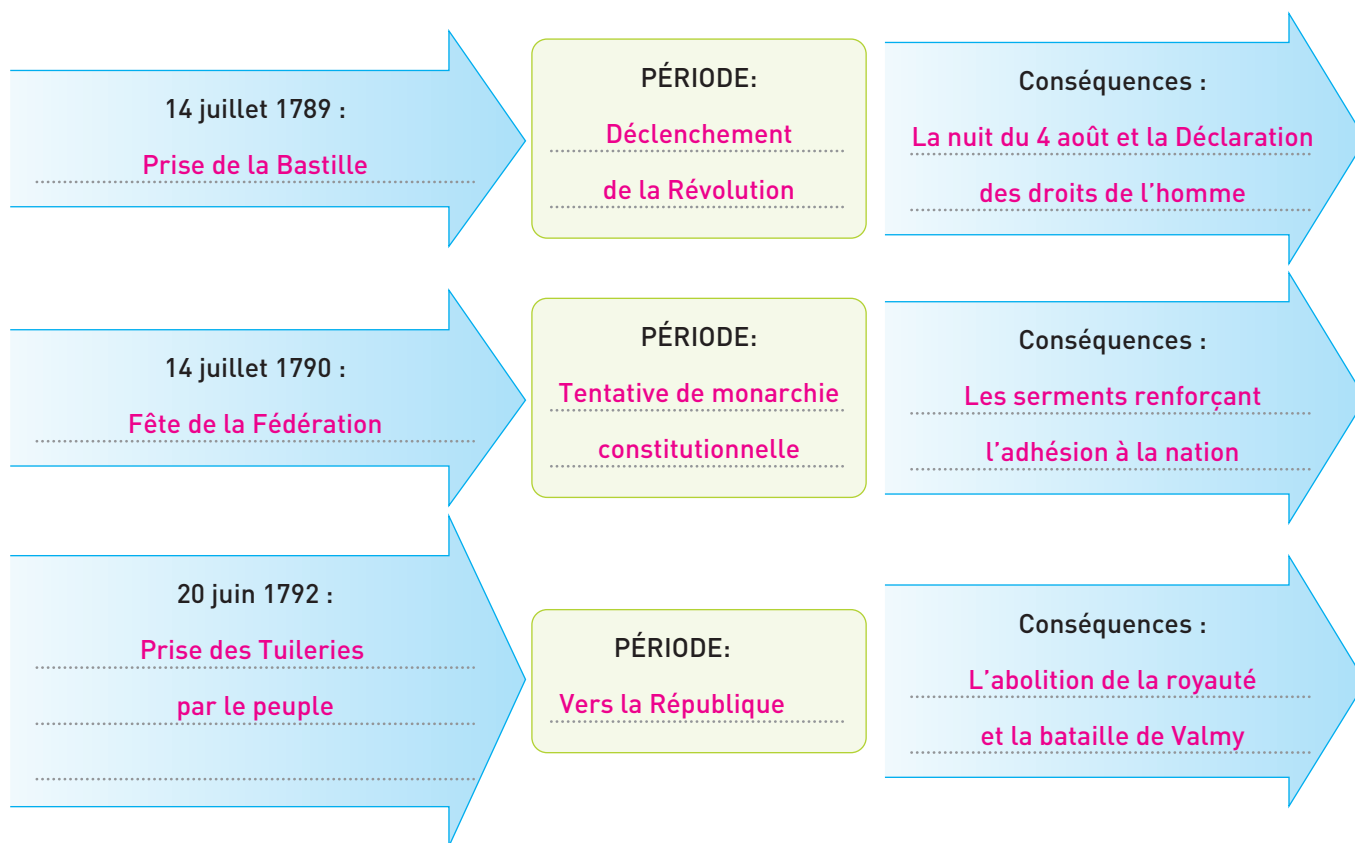 14 juillet 1789 :
Prise de la Bastille
PÉRIODE:
Déclenchement
de la Révolution
Conséquences :
La nuit du 4 août et la Déclaration
des droits de l'homme
14 juillet 1790 :
Fête de la Fédération
PÉRIODE:
Tentative de monarchie
constitutionnelle
Conséquences :
Les serments renforçant
l'adhésion à la nation
20 juin 1792 :
Prise des Tuileries
par le peuple
PÉRIODE:
Vers la République
Conséquences :
L'abolition de la royauté
et la bataille de Valmy